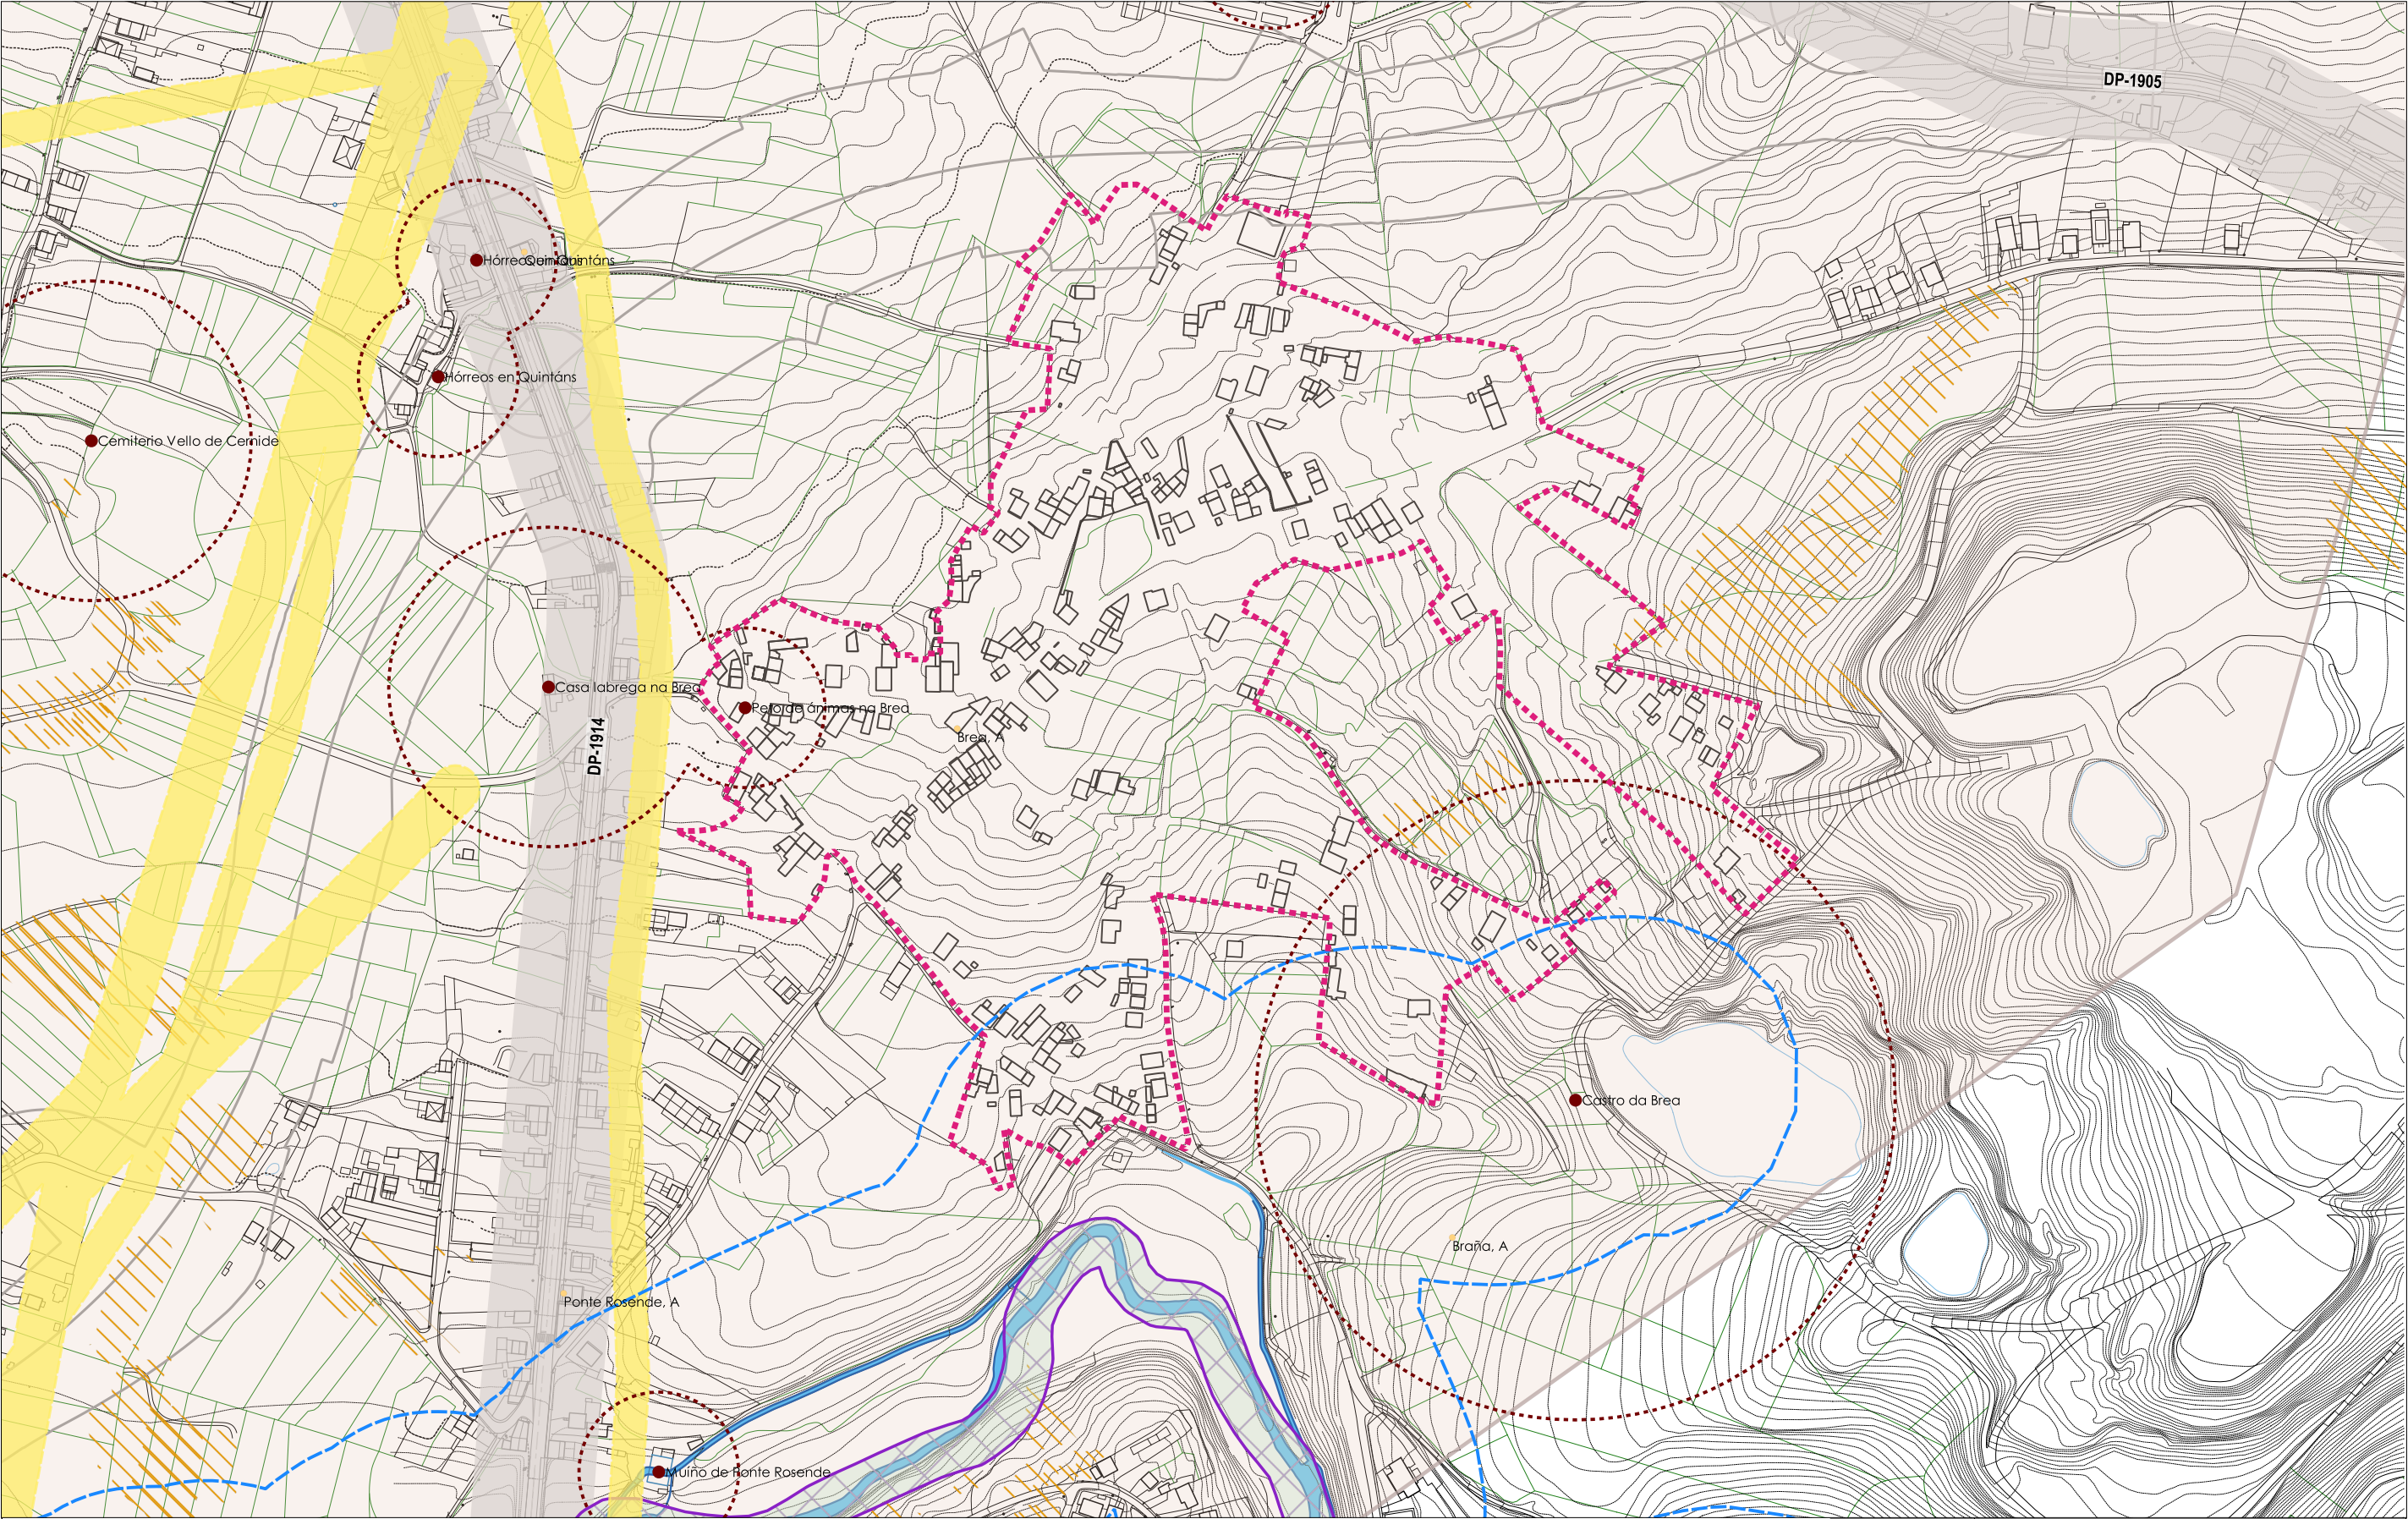 DP-1905
Hórreos en Quintáns
Quintáns
Hórreos en Quintáns
Cemiterio Vello de Cernide
Casa labrega na Brea
Peto de ánimas na Brea
Brea, A
DP-1914
Castro da Brea
Braña, A
Ponte Rosende, A
Muíño de Ponte Rosende